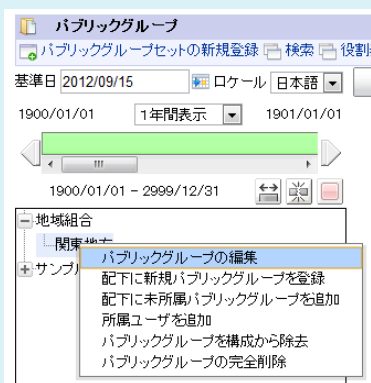 パブリックグループ
パブリックグループセットの新規登録 検索 役割
基準日 2012/09/15 ロケール 日本語
1900/01/01 1年間表示 1901/01/01
1900/01/01 - 2999/12/31
地域組合
関東地方
サンプル
パブリックグループの編集
配下に新規パブリックグループを登録
配下に未所属パブリックグループを追加
所属ユーザを追加
パブリックグループを構成から除去
パブリックグループの完全削除